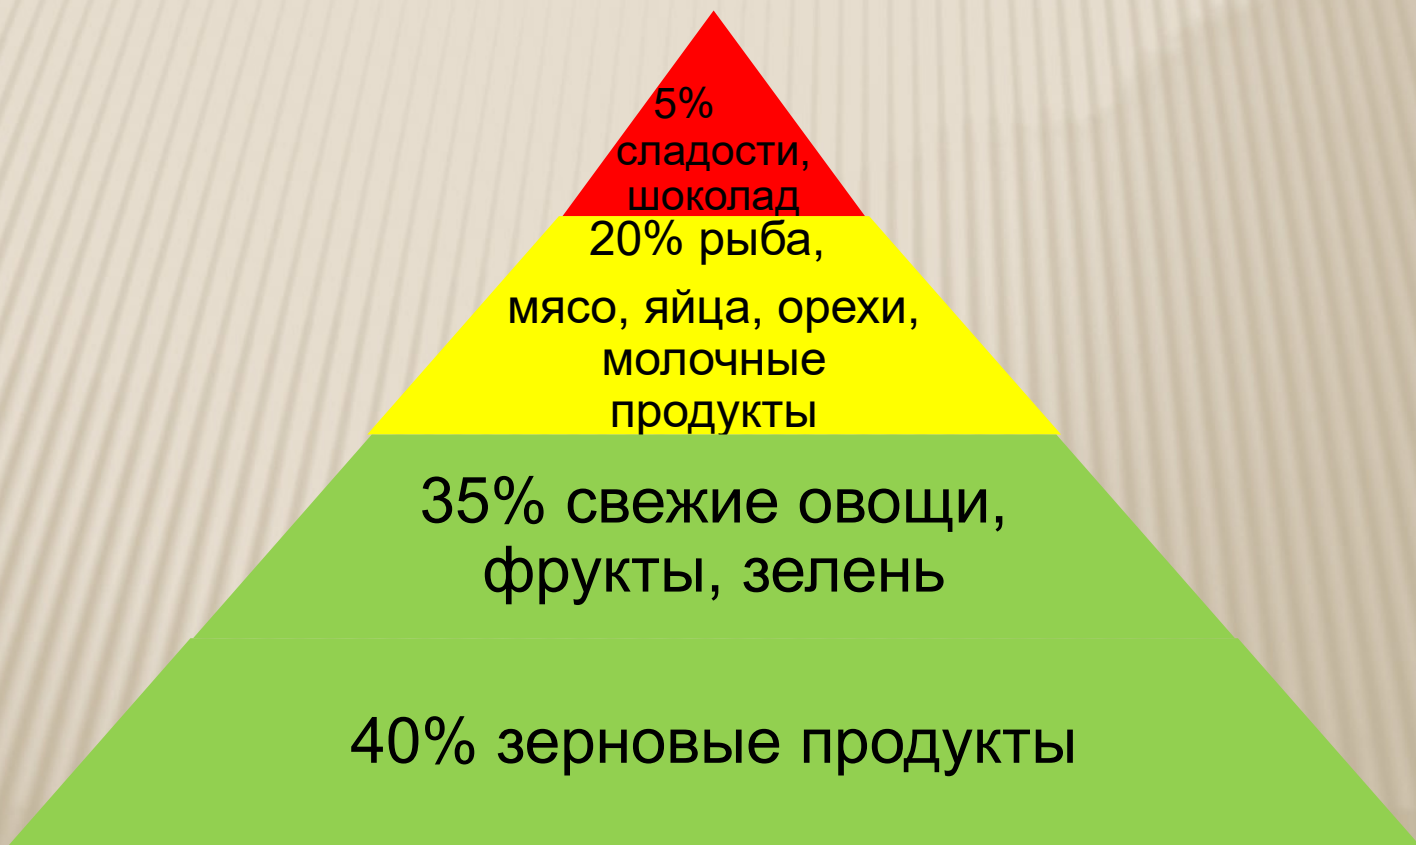 5%
сладости,
шоколад
20% рыба,
мясо, яйца, орехи,
молочные
продукты
35% свежие овощи,
фрукты, зелень
40% зерновые продукты